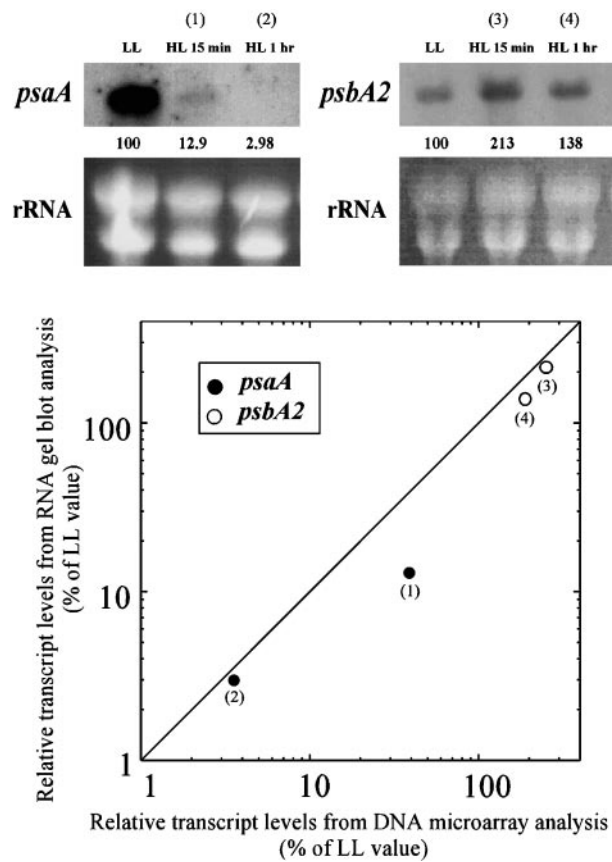 (1) (2)
LL HL 15 min HL 1 hr
psaA
100 12.9 2.98
rRNA
(3) (4)
LL HL 15 min HL 1 hr
psbA2
100 213 138
rRNA
Relative transcript levels from RNA gel blot analysis
(% of LL value)
psaA
psbA2
100
10
1
(3)
(4)
(1)
(2)
1 10 100
Relative transcript levels from DNA microarray analysis
(% of LL value)